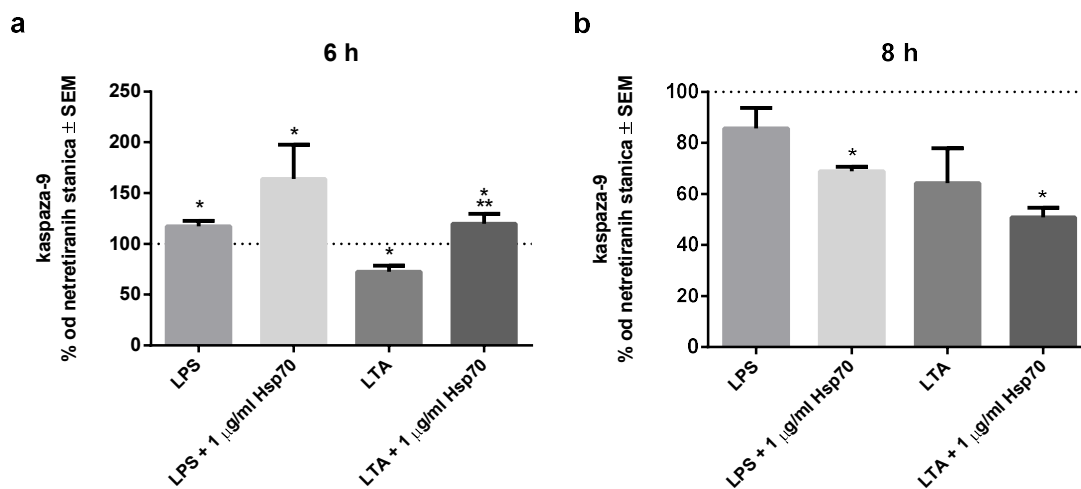 a
6 h
kaspaza-9
% od netretiranih stanica ± SEM
250
200
150
100
50
0
*
*
*
*
**
LPS
LPS + 1 μg/ml Hsp70
LTA
LTA + 1 μg/ml Hsp70
b
8 h
kaspaza-9
% od netretiranih stanica ± SEM
100
80
60
40
20
0
*
*
LPS
LPS + 1 μg/ml Hsp70
LTA
LTA + 1 μg/ml Hsp70